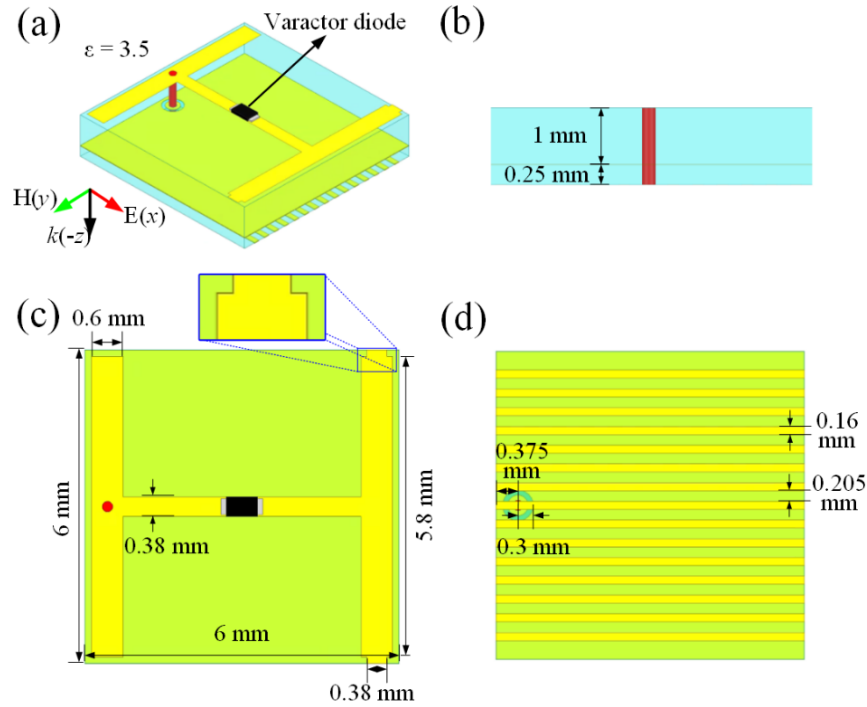 (a)
Varactor diode
ε = 3.5
H(y)
E(x)
k(-z)
(b)
1 mm
0.25 mm
(c)
0.6 mm
6 mm
0.38 mm
5.8 mm
6 mm
0.38 mm
(d)
0.16
mm
0.375
mm
0.205
mm
0.3 mm